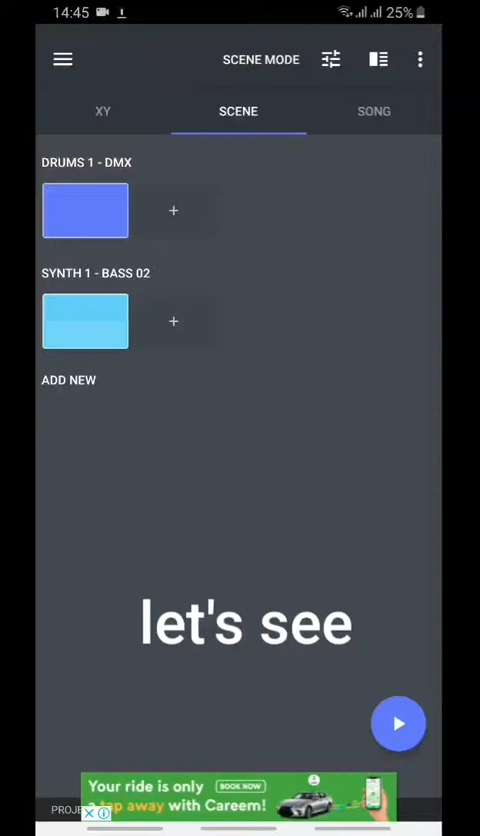 14:45 25%
SCENE MODE
XY SCENE SONG
DRUMS 1 - DMX
+
SYNTH 1 - BASS 02
+
ADD NEW
let's see
Your ride is only BOOK NOW
a tap away with Careem!
PROJE